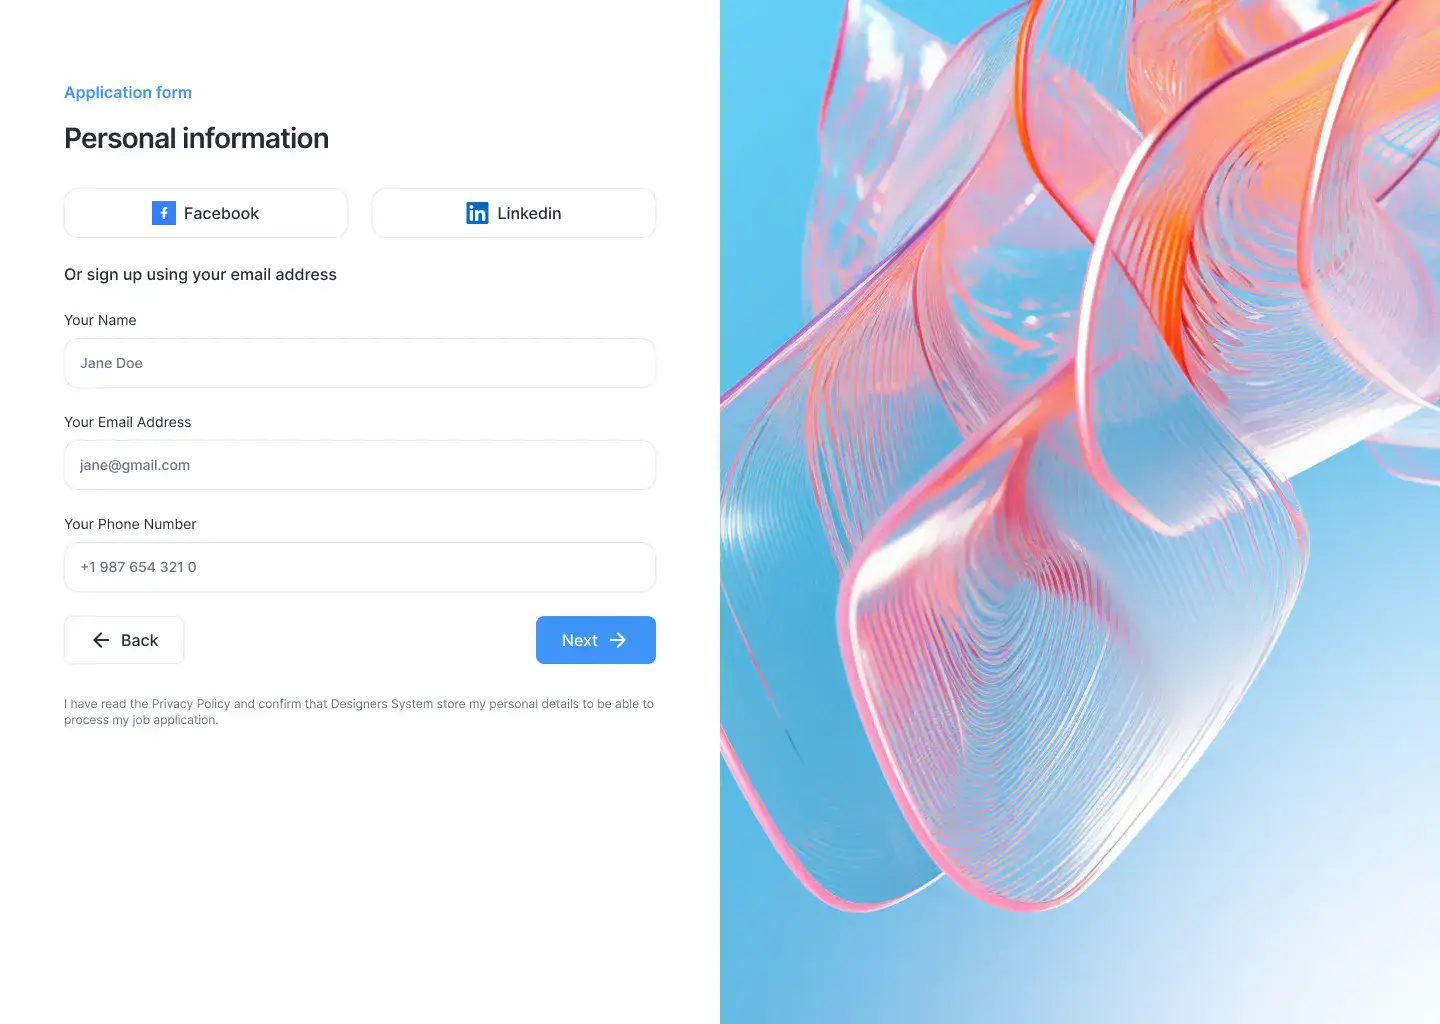 Application form
Personal information
Facebook
Linkedin
Or sign up using your email address
Your Name
Jane Doe
Your Email Address
jane@gmail.com
Your Phone Number
+1 987 654 321 0
Back
Next
I have read the Privacy Policy and confirm that Designers System store my personal details to be able to
process my job application.